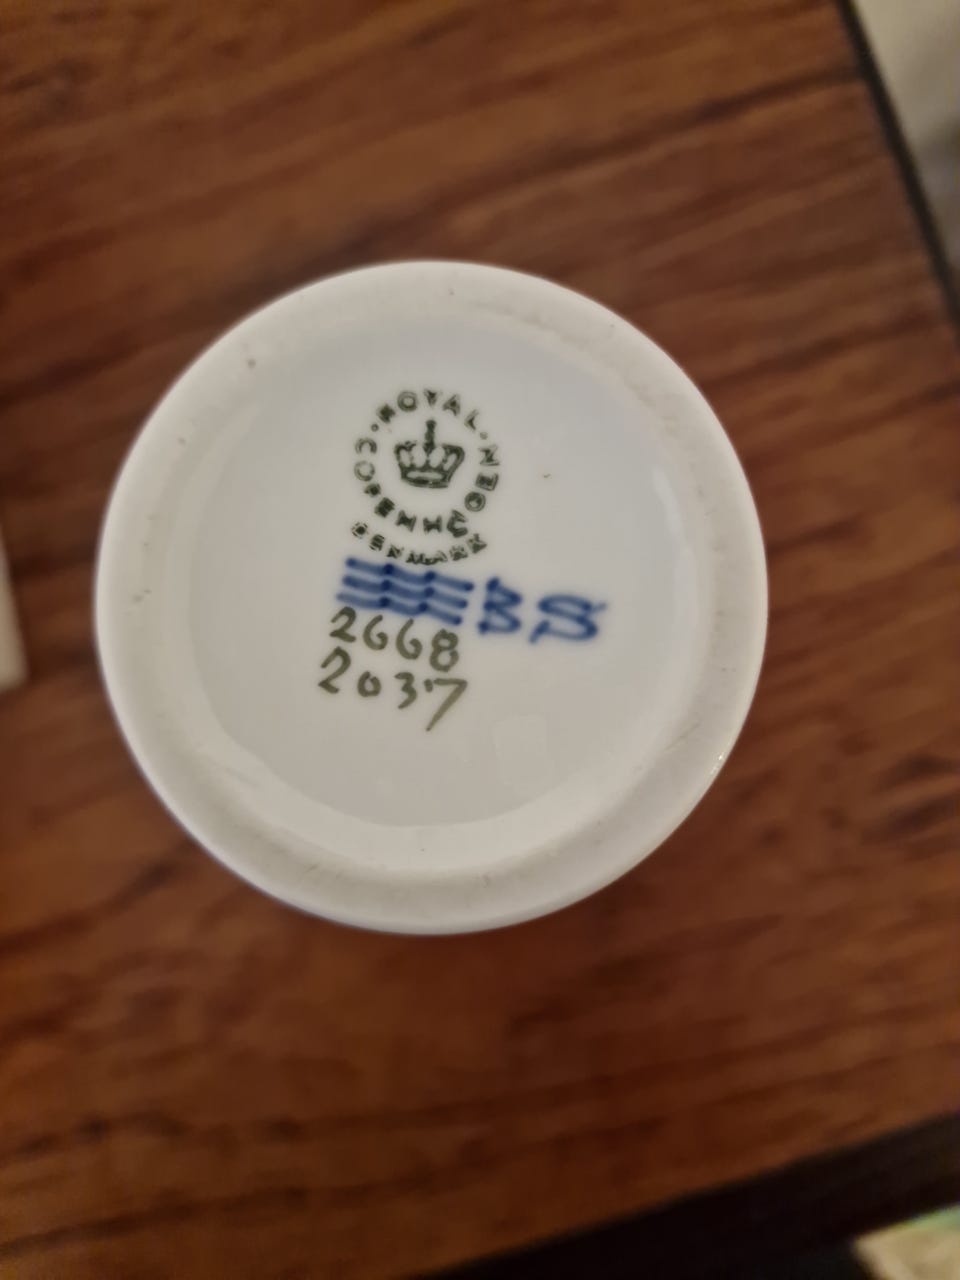 ROYAL
COPENHAGEN
DENMARK
BS
2668
2037